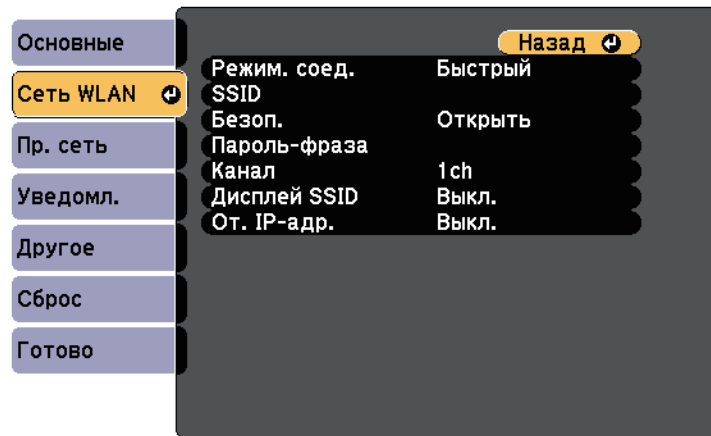 Основные
Сеть WLAN
Пр. сеть
Уведомл.
Другое
Сброс
Готово
Назад
Режим. соед. Быстрый
SSID
Безоп. Открыть
Пароль-фраза
Канал 1ch
Дисплей SSID Выкл.
От. IP-адр. Выкл.